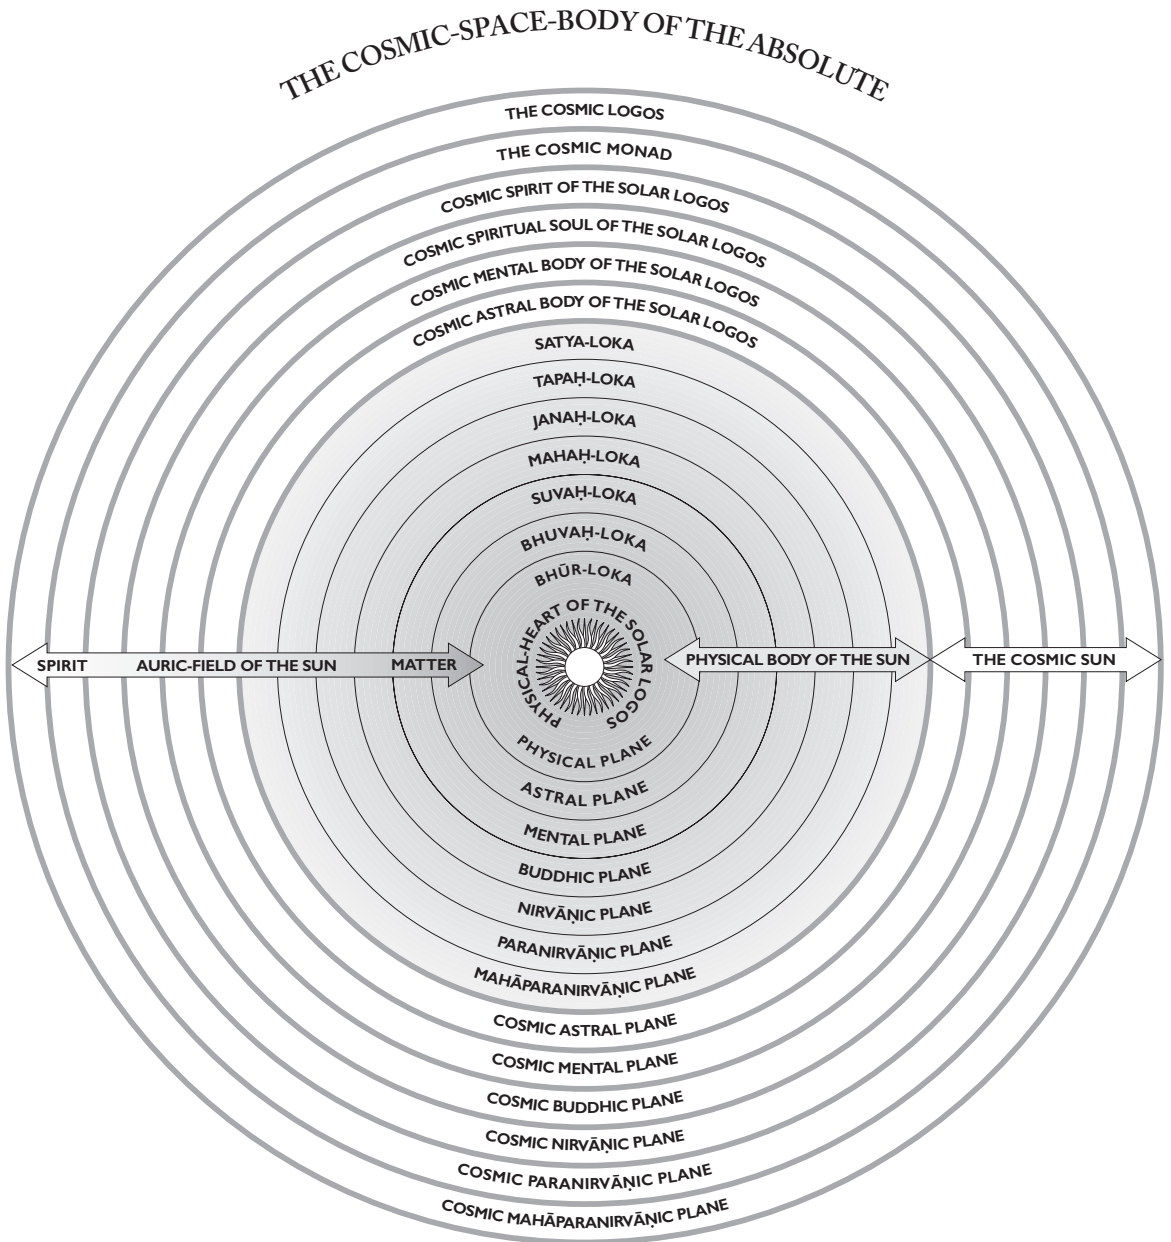 THE COSMIC-SPACE-BODY OF THE ABSOLUTE
THE COSMIC LOGOS
THE COSMIC MONAD
COSMIC SPIRIT OF THE SOLAR LOGOS
COSMIC SPIRITUAL SOUL OF THE SOLAR LOGOS
COSMIC MENTAL BODY OF THE SOLAR LOGOS
COSMIC ASTRAL BODY OF THE SOLAR LOGOS
SATYA-LOKA
TAPAḤ-LOKA
JANAḤ-LOKA
MAHAḤ-LOKA
SUVAḤ-LOKA
BHUVAḤ-LOKA
BHŪR-LOKA
PHYSICAL-HEART OF THE SOLAR LOGOS
SPIRIT
AURIC-FIELD OF THE SUN
MATTER
PHYSICAL BODY OF THE SUN
THE COSMIC SUN
PHYSICAL PLANE
ASTRAL PLANE
MENTAL PLANE
BUDDHIC PLANE
NIRVĀṆIC PLANE
PARANIRVĀṆIC PLANE
MAHĀPARANIRVĀṆIC PLANE
COSMIC ASTRAL PLANE
COSMIC MENTAL PLANE
COSMIC BUDDHIC PLANE
COSMIC NIRVĀṆIC PLANE
COSMIC PARANIRVĀṆIC PLANE
COSMIC MAHĀPARANIRVĀṆIC PLANE